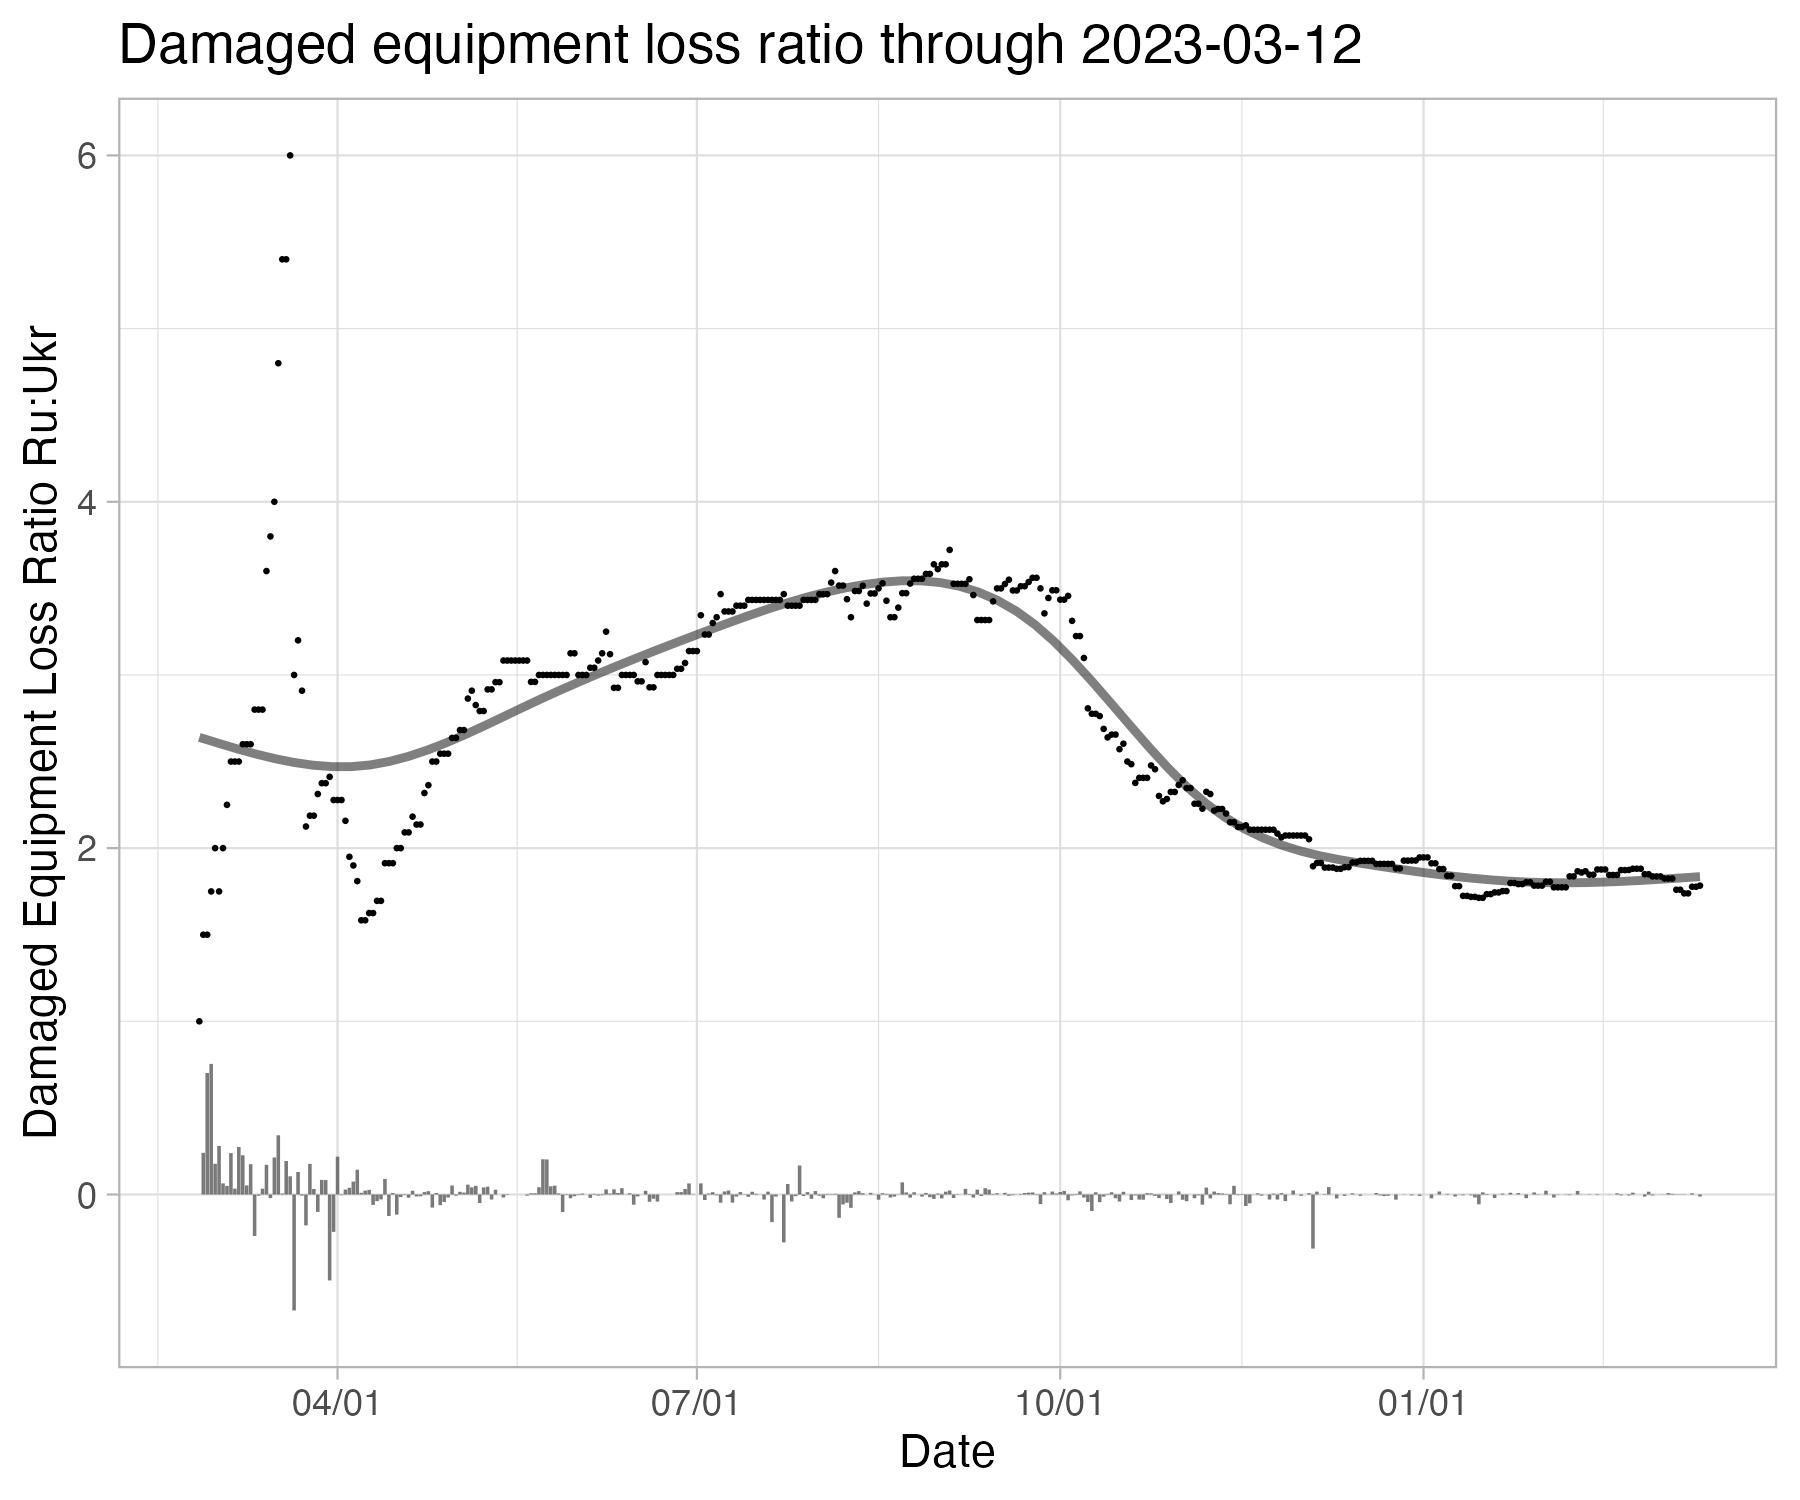 Damaged equipment loss ratio through 2023-03-12
Damaged Equipment Loss Ratio Ru:Ukr
6
4
2
0
04/01 07/01 10/01 01/01
Date